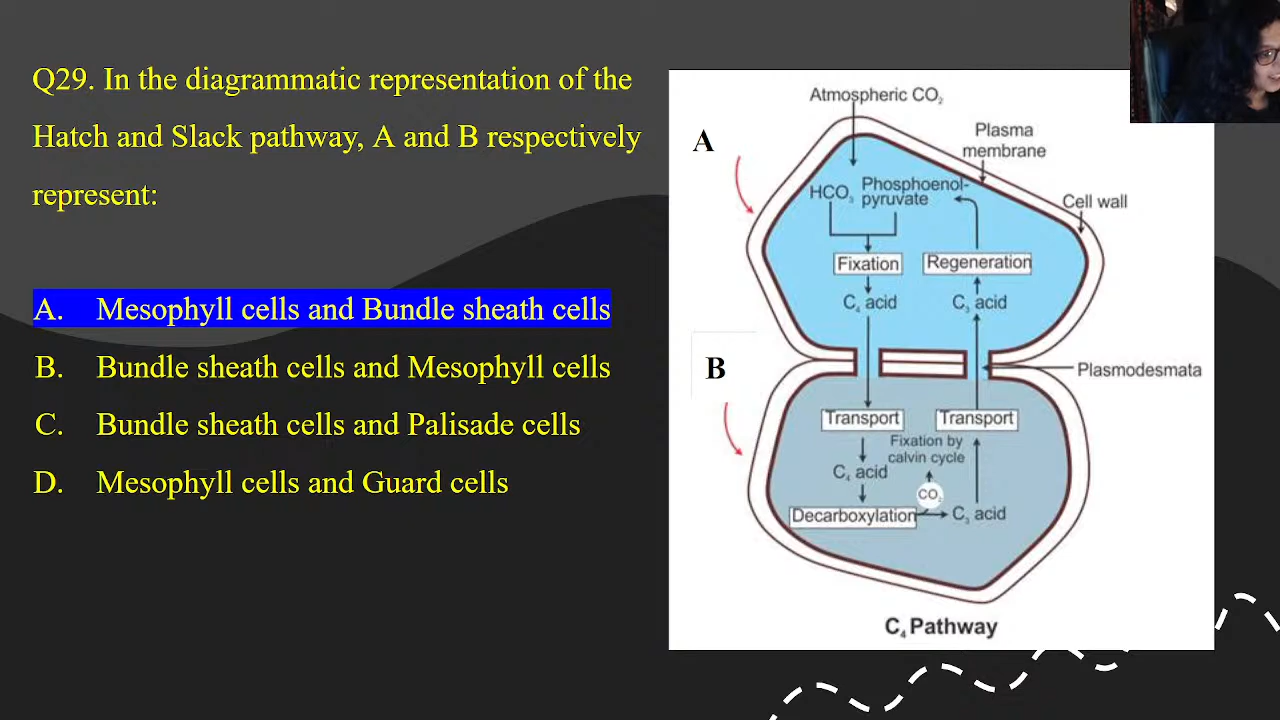 Q29. In the diagrammatic representation of the
Hatch and Slack pathway, A and B respectively
represent:
A. Mesophyll cells and Bundle sheath cells
B. Bundle sheath cells and Mesophyll cells
C. Bundle sheath cells and Palisade cells
D. Mesophyll cells and Guard cells
Atmospheric CO₂
A
Plasma
membrane
HCO₃
Phosphoenol-
pyruvate
Cell wall
Fixation
Regeneration
C₄ acid
C₃ acid
B
Plasmodesmata
Transport
Transport
Fixation by
calvin cycle
C₄ acid
CO₂
Decarboxylation
C₃ acid
C₄ Pathway